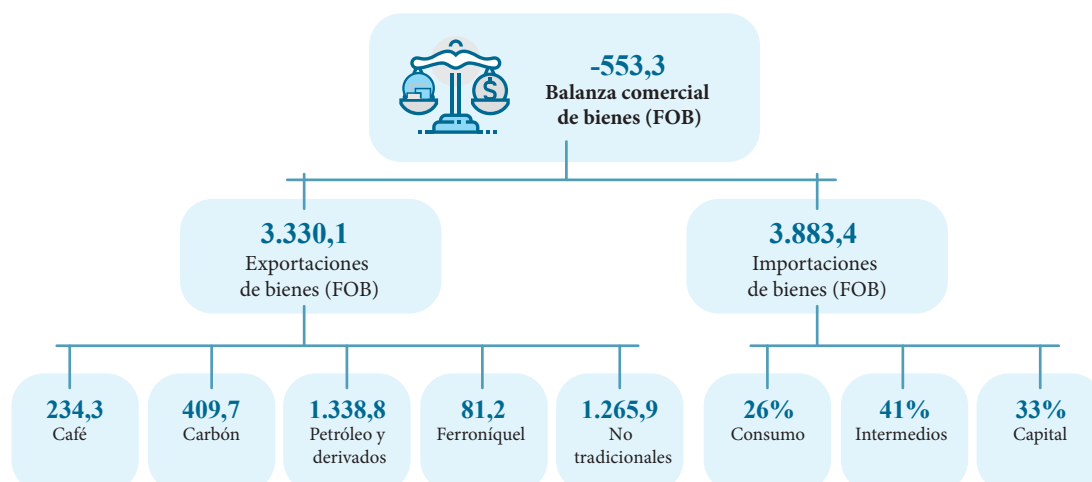 -553,3
Balanza comercial
de bienes (FOB)
$
3.330,1
Exportaciones
de bienes (FOB)
3.883,4
Importaciones
de bienes (FOB)
234,3
Café
409,7
Carbón
1.338,8
Petróleo y
derivados
81,2
Ferroníquel
1.265,9
No
tradicionales
26%
Consumo
41%
Intermedios
33%
Capital